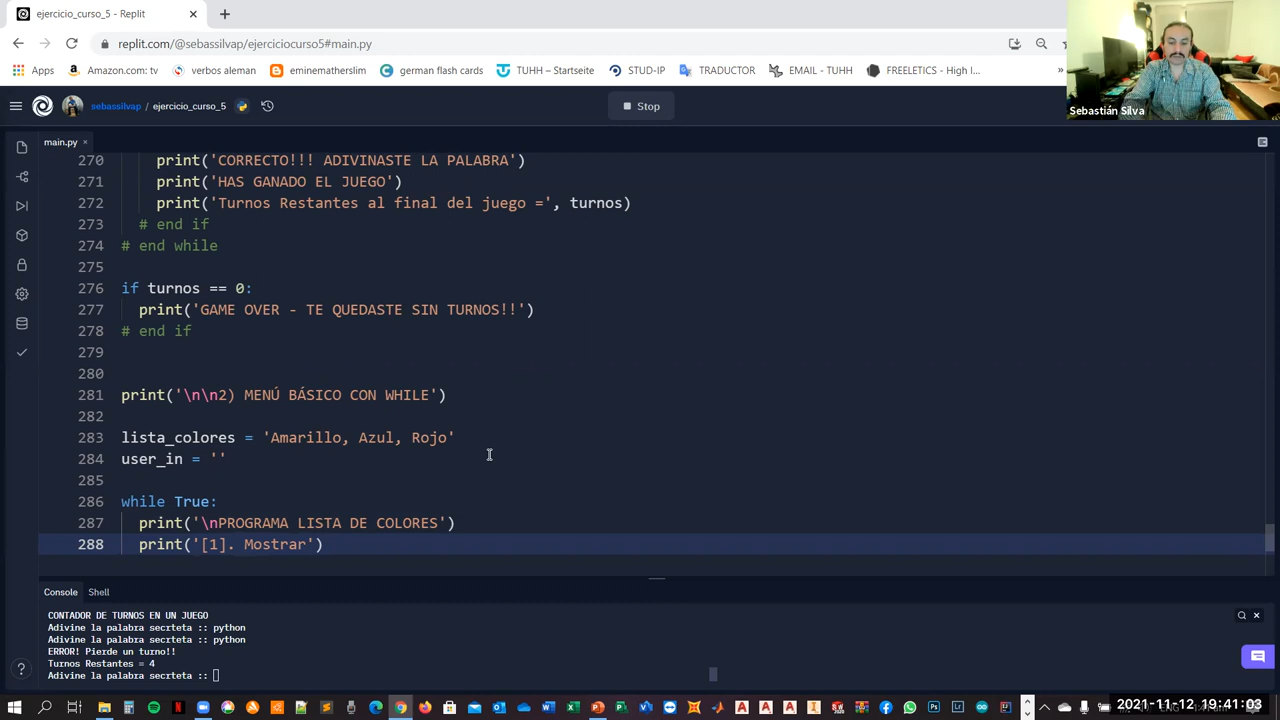 ejercicio_curso_5 - Replit
replit.com/@sebassilvap/ejerciciocurso5#main.py
Apps
Amazon.com: tv
verbos aleman
eminematherslim
german flash cards
TUHH – Startseite
STUD-IP
TRADUCTOR
EMAIL - TUHH
FREELETICS - High I...
»
Sebastián Silva
sebassilvap / ejercicio_curso_5
Stop
main.py
270 print('CORRECTO!!! ADIVINASTE LA PALABRA')
271 print('HAS GANADO EL JUEGO')
272 print('Turnos Restantes al final del juego =', turnos)
273 # end if
274 # end while
275
276 if turnos == 0:
277 print('GAME OVER - TE QUEDASTE SIN TURNOS!!')
278 # end if
279
280
281 print('\n\n2) MENÚ BÁSICO CON WHILE')
282
283 lista_colores = 'Amarillo, Azul, Rojo'
284 user_in = ''
285
286 while True:
287 print('\nPROGRAMA LISTA DE COLORES')
288 print('[1]. Mostrar')
Console Shell
CONTADOR DE TURNOS EN UN JUEGO
Adivine la palabra secrteta :: python
Adivine la palabra secrteta :: python
ERROR! Pierde un turno!!
Turnos Restantes = 4
Adivine la palabra secrteta ::
2021-11-12 19:41:03